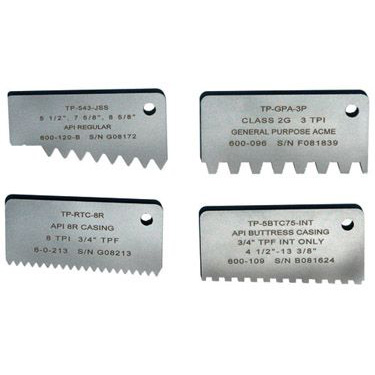 TP-543-JSS
5 1/2", 7 5/8", 8 5/8"
API REGULAR
600-120-B S/N G08172
TP-GPA-3P
CLASS 2G 3 TPI
GENERAL PURPOSE ACME
600-096 S/N F081839
TP-RTC-8R
API 8R CASING
8 TPI 3/4" TPF
6-0-213 S/N G08213
TP-5BTC75-INT
API BUTTRESS CASING
3/4" TPF INT ONLY
4 1/2"-13 3/8"
600-109 S/N B081624